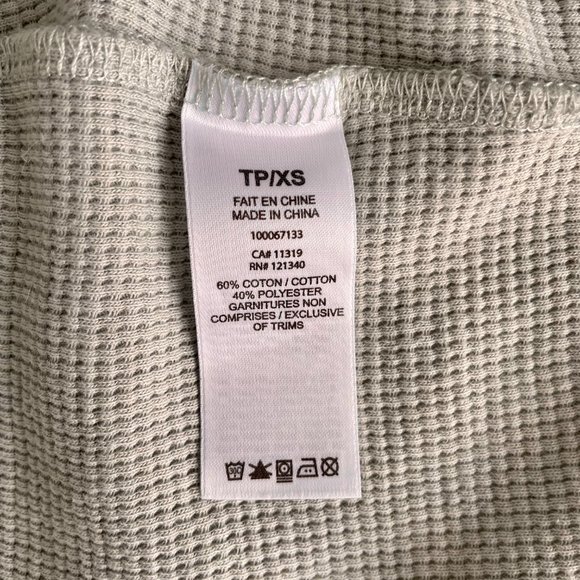 TP/XS
FAIT EN CHINE
MADE IN CHINA
100067133
CA# 11319
RN# 121340
60% COTON / COTTON
40% POLYESTER
GARNITURES NON
COMPRISES / EXCLUSIVE
OF TRIMS